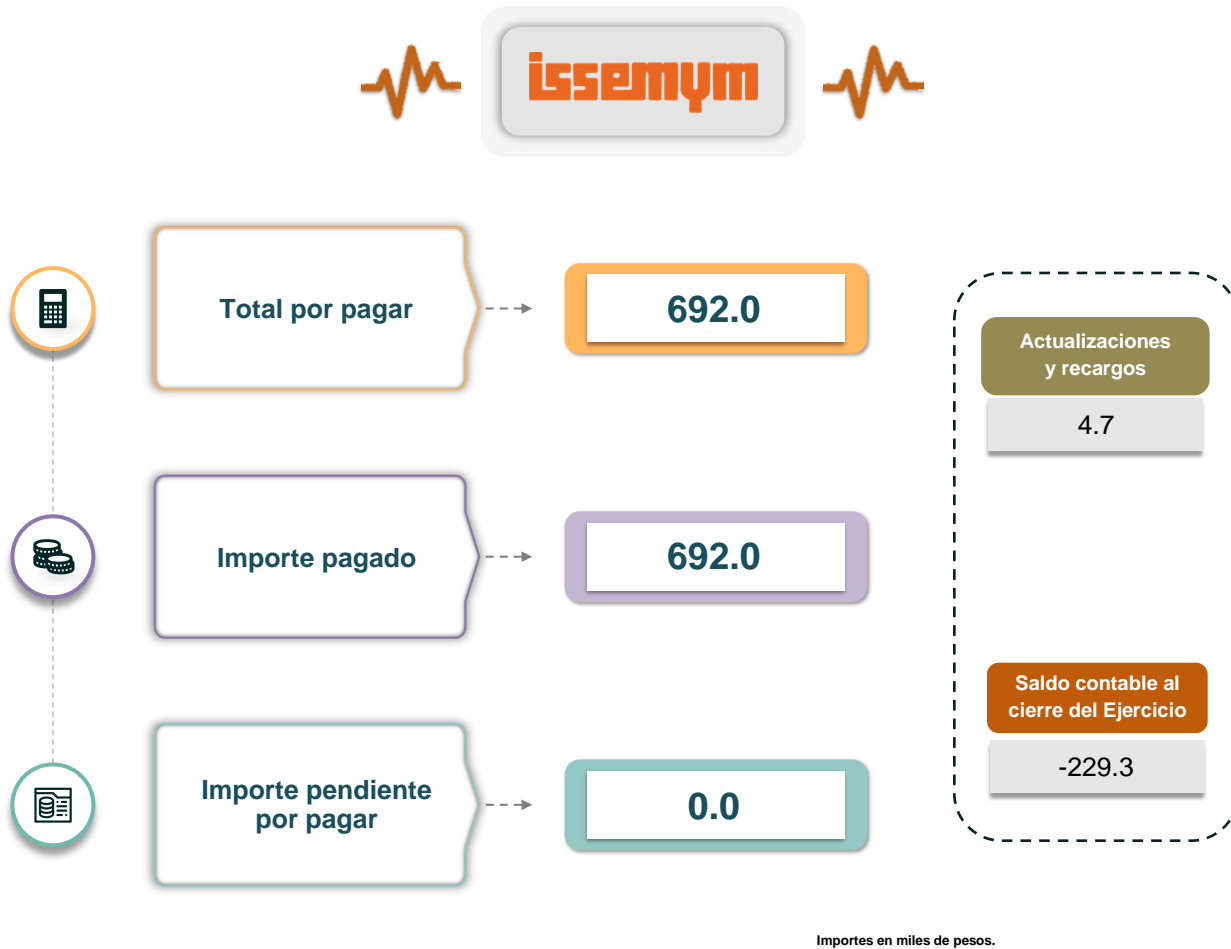 issemym
Total por pagar
692.0
Actualizaciones
y recargos
4.7
Importe pagado
692.0
Saldo contable al
cierre del Ejercicio
-229.3
Importe pendiente
por pagar
0.0
Importes en miles de pesos.